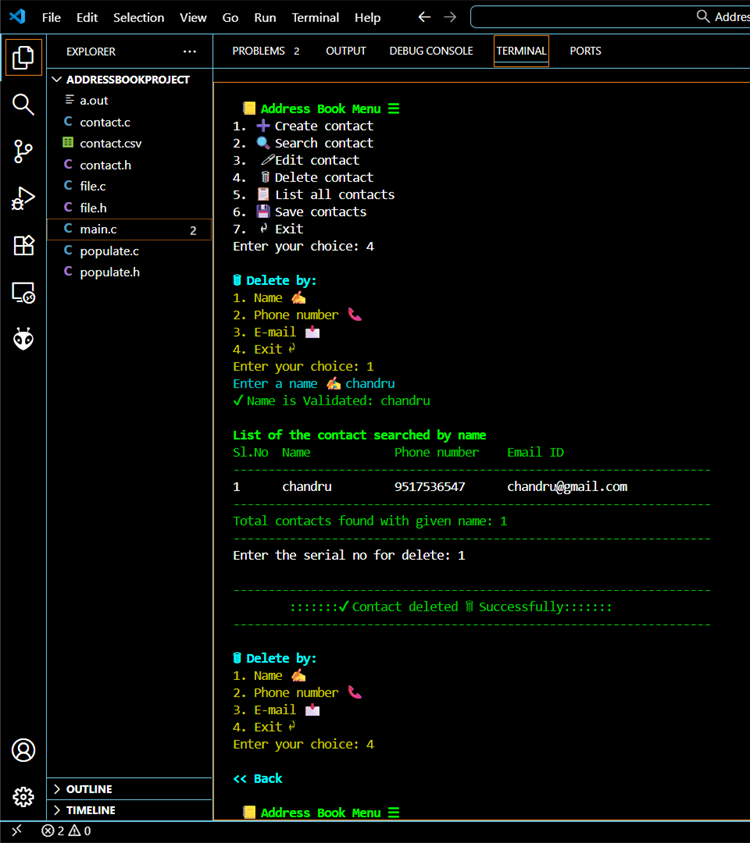 File Edit Selection View Go Run Terminal Help
EXPLORER
ADDRESSBOOKPROJECT
a.out
C contact.c
contact.csv
C contact.h
C file.c
C file.h
C main.c 2
C populate.c
C populate.h
OUTLINE
TIMELINE
2 0
PROBLEMS 2 OUTPUT DEBUG CONSOLE TERMINAL PORTS
📒 Address Book Menu ☰
1. ➕ Create contact
2. 🔍 Search contact
3. 🖉Edit contact
4. 🗑 Delete contact
5. 📋 List all contacts
6. 💾 Save contacts
7. ⤶ Exit
Enter your choice: 4
🗑 Delete by:
1. Name ✍
2. Phone number 📞
3. E-mail 📩
4. Exit ⤶
Enter your choice: 1
Enter a name ✍ chandru
✓ Name is Validated: chandru
List of the contact searched by name
Sl.No Name Phone number Email ID
--------------------------------------------------------------------
1 chandru 9517536547 chandru@gmail.com
--------------------------------------------------------------------
Total contacts found with given name: 1
--------------------------------------------------------------------
Enter the serial no for delete: 1
--------------------------------------------------------------------
:::::::✓ Contact deleted 🗑 Successfully:::::::
--------------------------------------------------------------------
🗑 Delete by:
1. Name ✍
2. Phone number 📞
3. E-mail 📩
4. Exit ⤶
Enter your choice: 4
<< Back
📒 Address Book Menu ☰